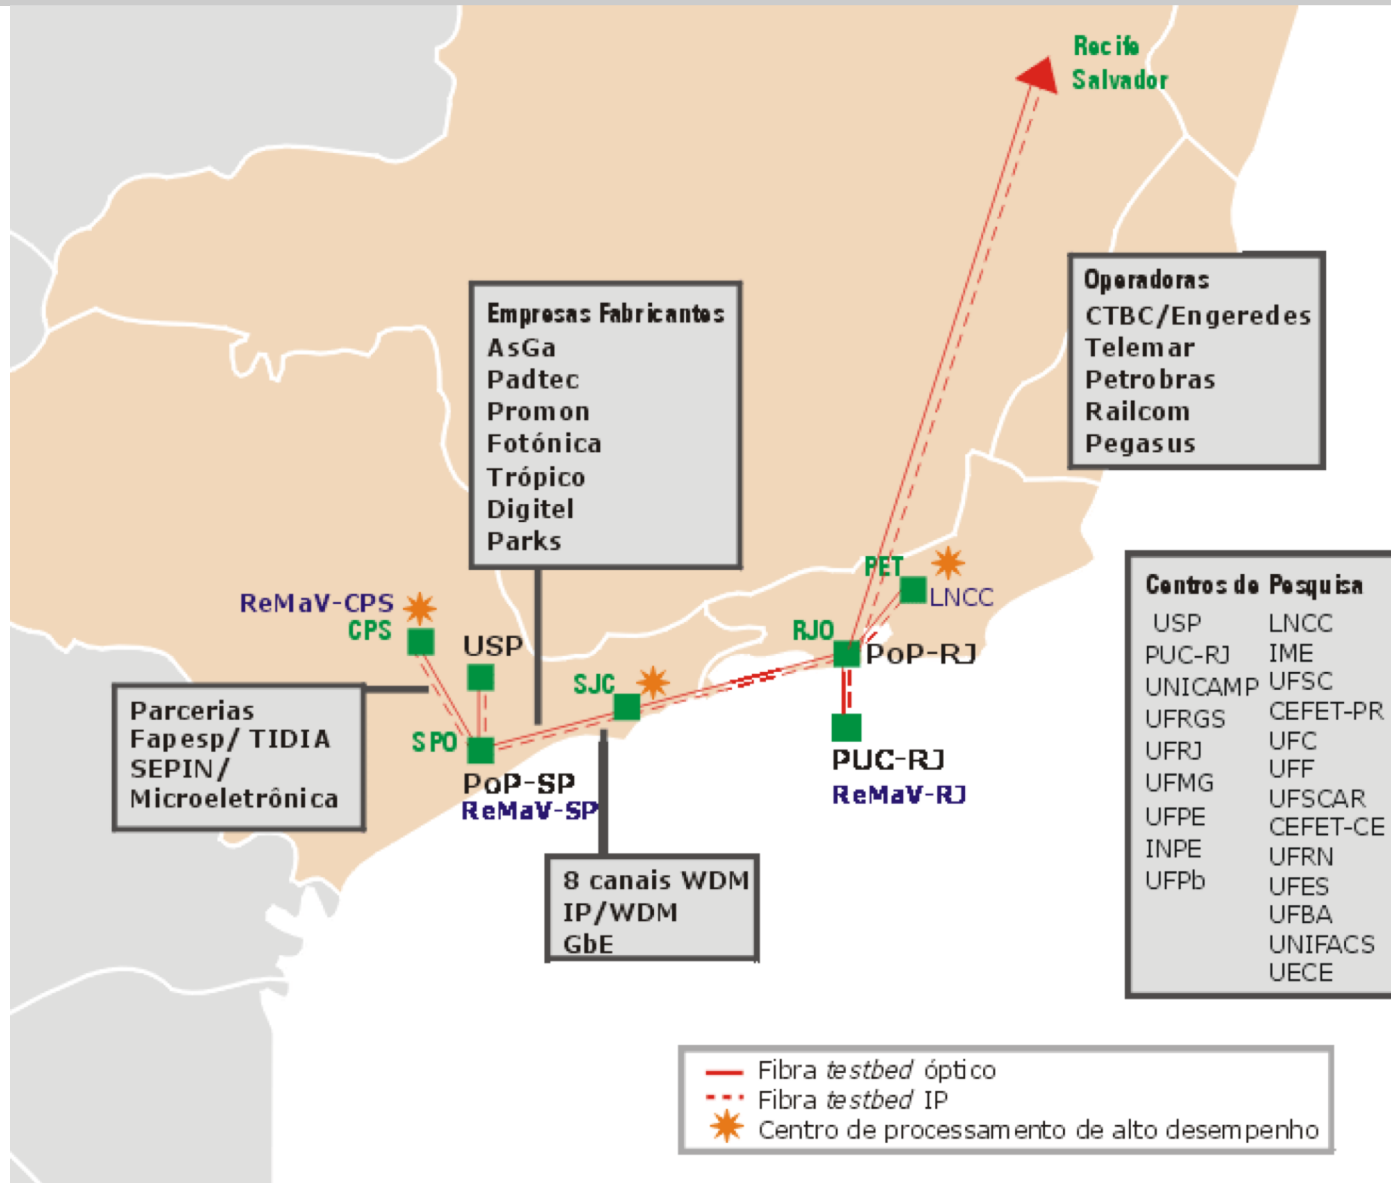 Recife
Salvador
Operadoras
CTBC/Engeredes
Telemar
Petrobras
Railcom
Pegasus
Empresas Fabricantes
AsGa
Padtec
Promon
Fotónica
Trópico
Digitel
Parks
PET
LNCC
ReMaV-CPS
CPS
USP
RJO
PoP-RJ
SJC
SPO
PoP-SP
ReMaV-SP
PUC-RJ
ReMaV-RJ
Parcerias
Fapesp/ TIDIA
SEPIN/
Microeletrônica
8 canais WDM
IP/WDM
GbE
Centros de Pesquisa
USP
PUC-RJ
UNICAMP
UFRGS
UFRJ
UFMG
UFPE
INPE
UFPb
LNCC
IME
UFSC
CEFET-PR
UFC
UFF
UFSCAR
CEFET-CE
UFRN
UFES
UFBA
UNIFACS
UECE
Fibra testbed óptico
Fibra testbed IP
Centro de processamento de alto desempenho